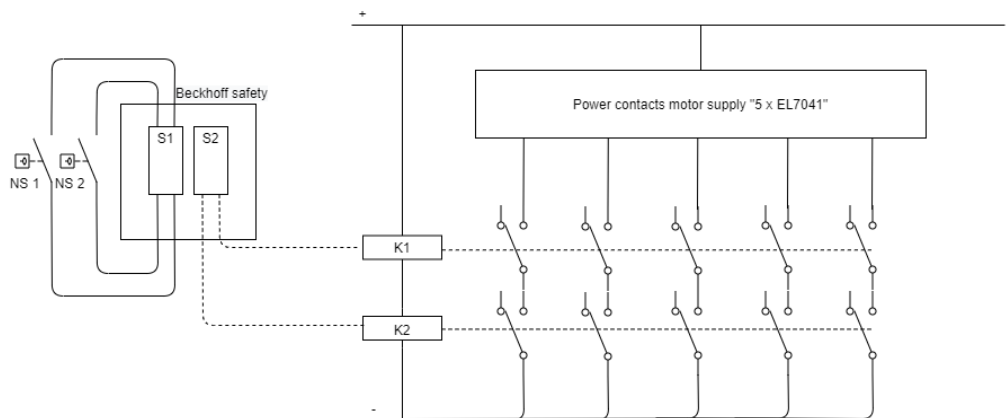 +
Beckhoff safety
Power contacts motor supply "5 x EL7041"
S1
S2
NS 1
NS 2
K1
K2
-